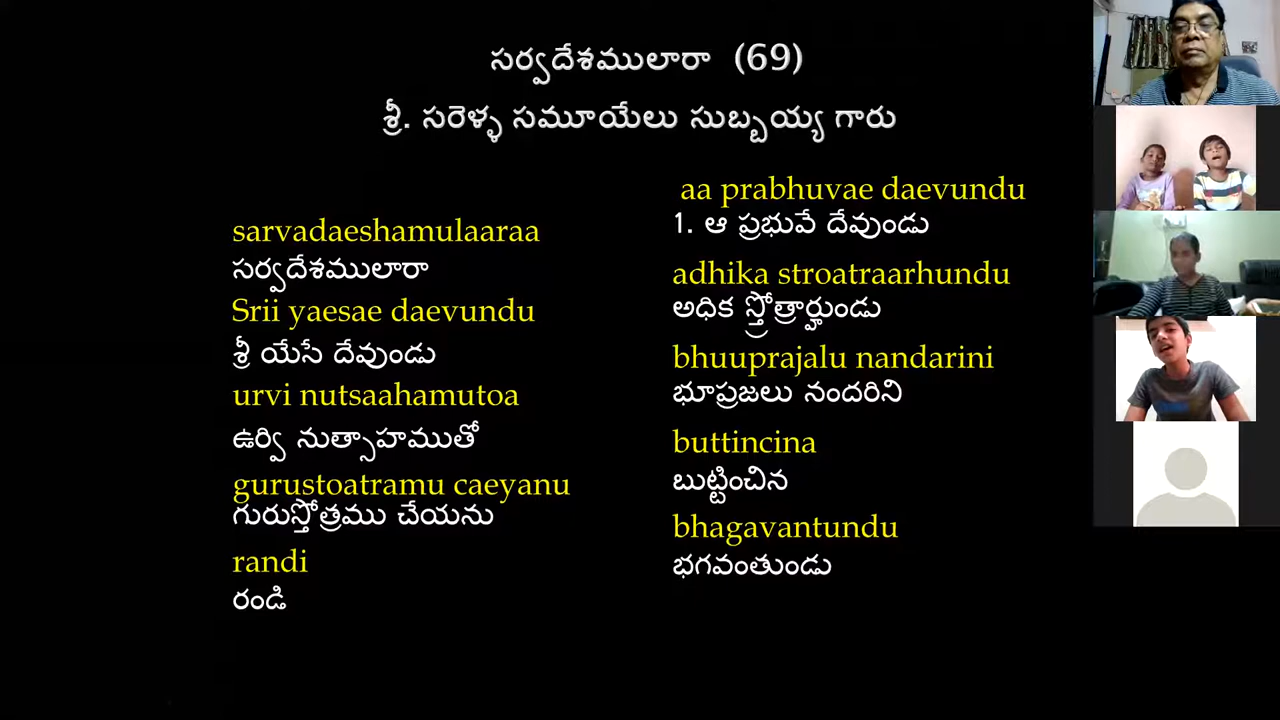 సర్వదేశములారా (69)
శ్రీ. సరెళ్ళ సమూయేలు సుబ్బయ్య గారు
sarvadaeshamulaaraa
సర్వదేశములారా
Srii yaesae daevundu
శ్రీ యేసే దేవుండు
urvi nutsaahamutoa
ఉర్వి నుత్సాహముతో
gurustoatramu caeyanu
గురుస్తోత్రము చేయను
randi
రండి
aa prabhuvae daevundu
1. ఆ ప్రభువే దేవుండు
adhika stroatraarhundu
అధిక స్త్రోత్రార్హుండు
bhuuprajalu nandarini
భూప్రజలు నందరిని
buttincina
బుట్టించిన
bhagavantundu
భగవంతుండు